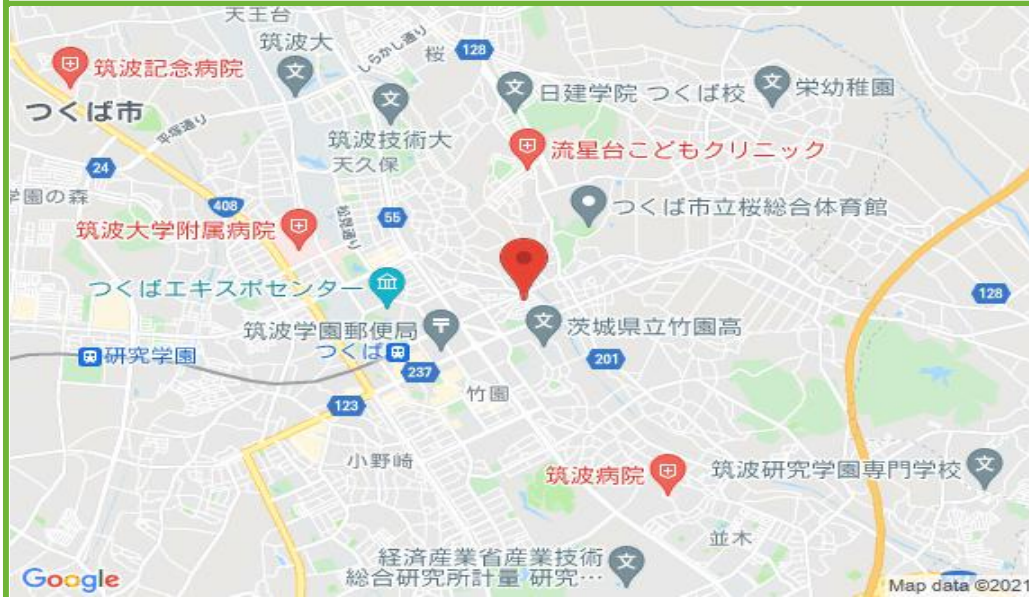 天王台
筑波大
しらかし通り
桜
128
筑波記念病院
つくば市
平塚通り
筑波技術大
天久保
日建学院 つくば校
栄幼稚園
流星台こどもクリニック
24
学園の森
408
松見通り
55
つくば市立桜総合体育館
筑波大学附属病院
つくばエキスポセンター
128
筑波学園郵便局
茨城県立竹園高
研究学園
つくば
201
237
竹園
123
小野崎
筑波病院
筑波研究学園専門学校
並木
経済産業省産業技術
総合研究所計量 研究…
Google
Map data ©2021